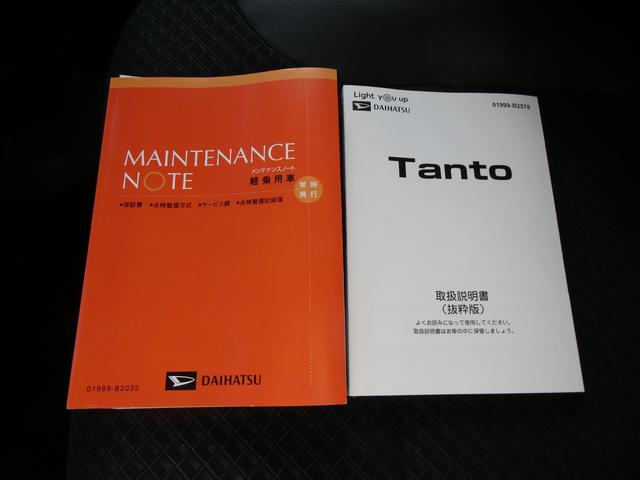 MAINTENANCE
NOTE
メンテナンスノート
軽乗用車
常時
携行
●保証書 ●点検整備方式 ●サービス網 ●点検整備記録簿
01989-B2032
DAIHATSU
Light you up
DAIHATSU
01999-B2578
Tanto
取扱説明書
（抜粋版）
よくお読みになって使用してください。
取扱説明書はお車の中に保管しましょう。